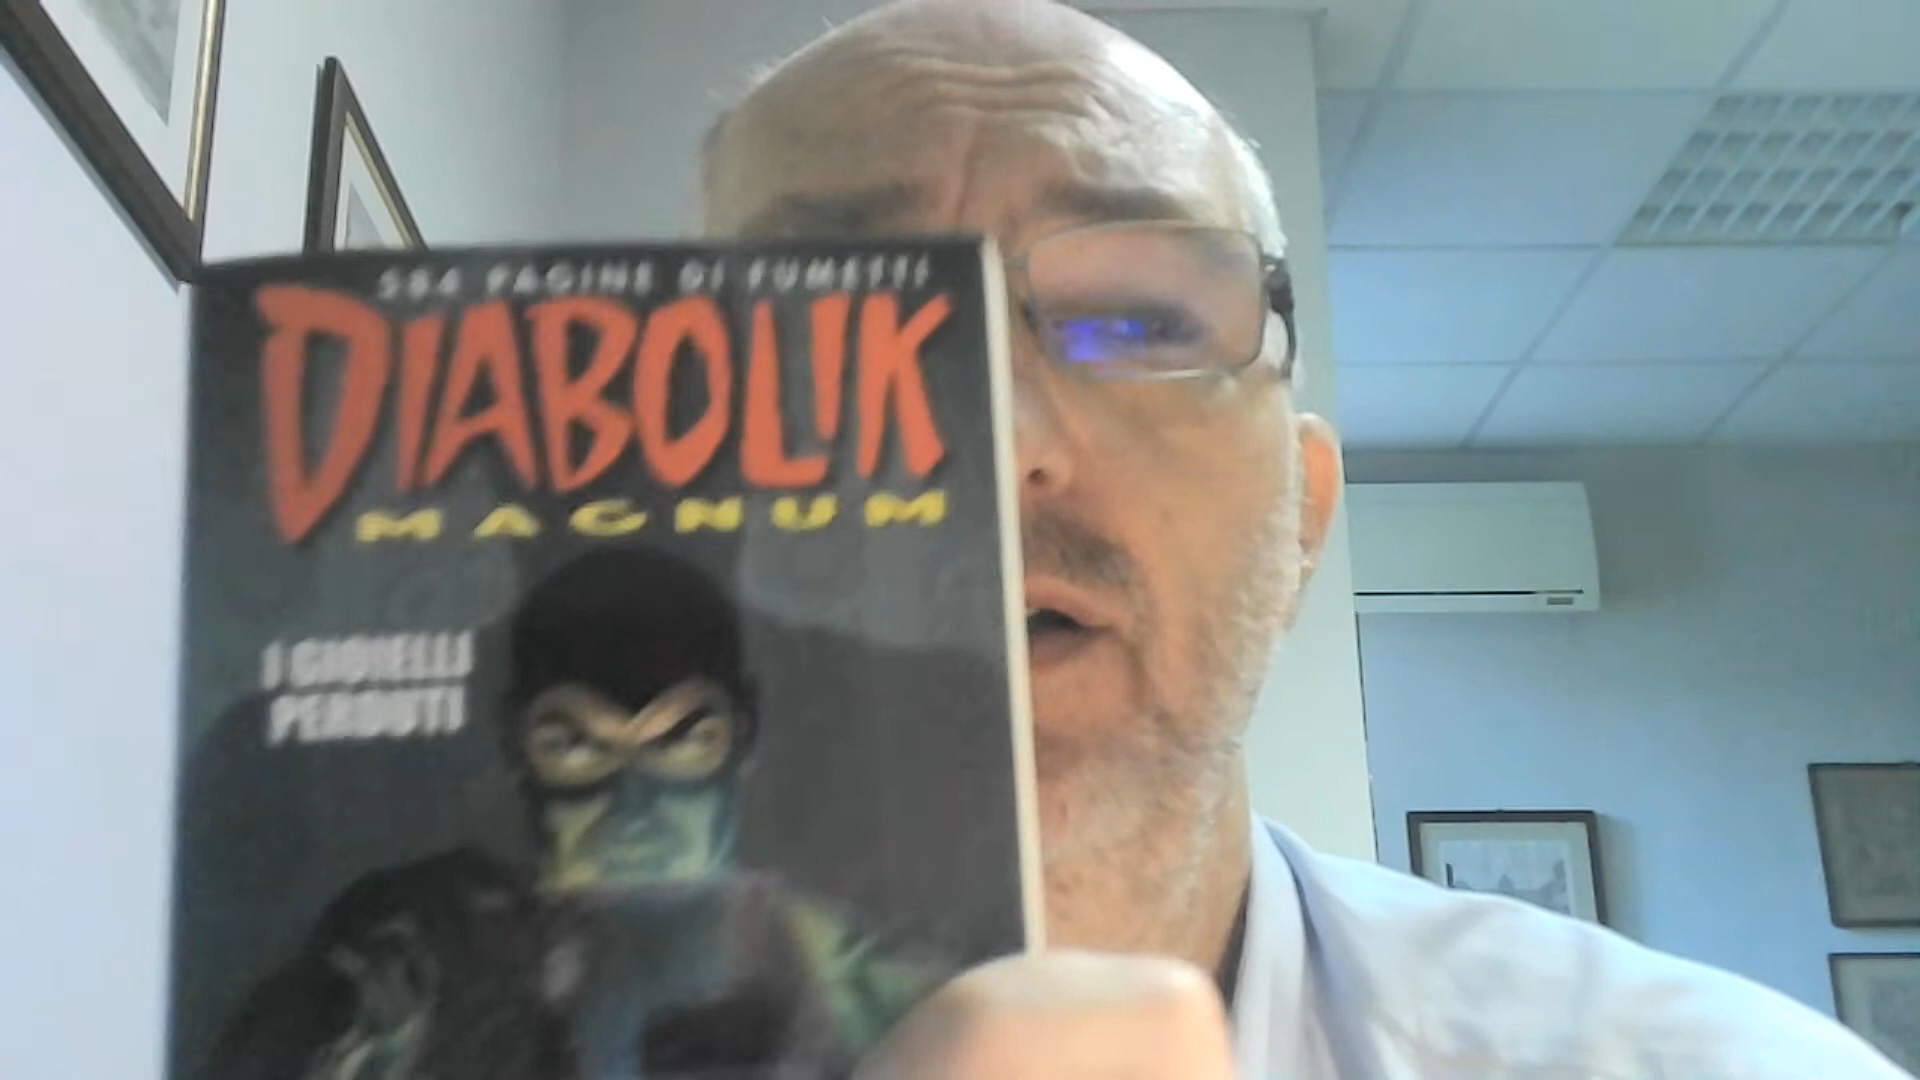 584 PAGINE DI FUMETTI
DIABOLIK
MAGNUM
I GIOIELLI
PERDUTI